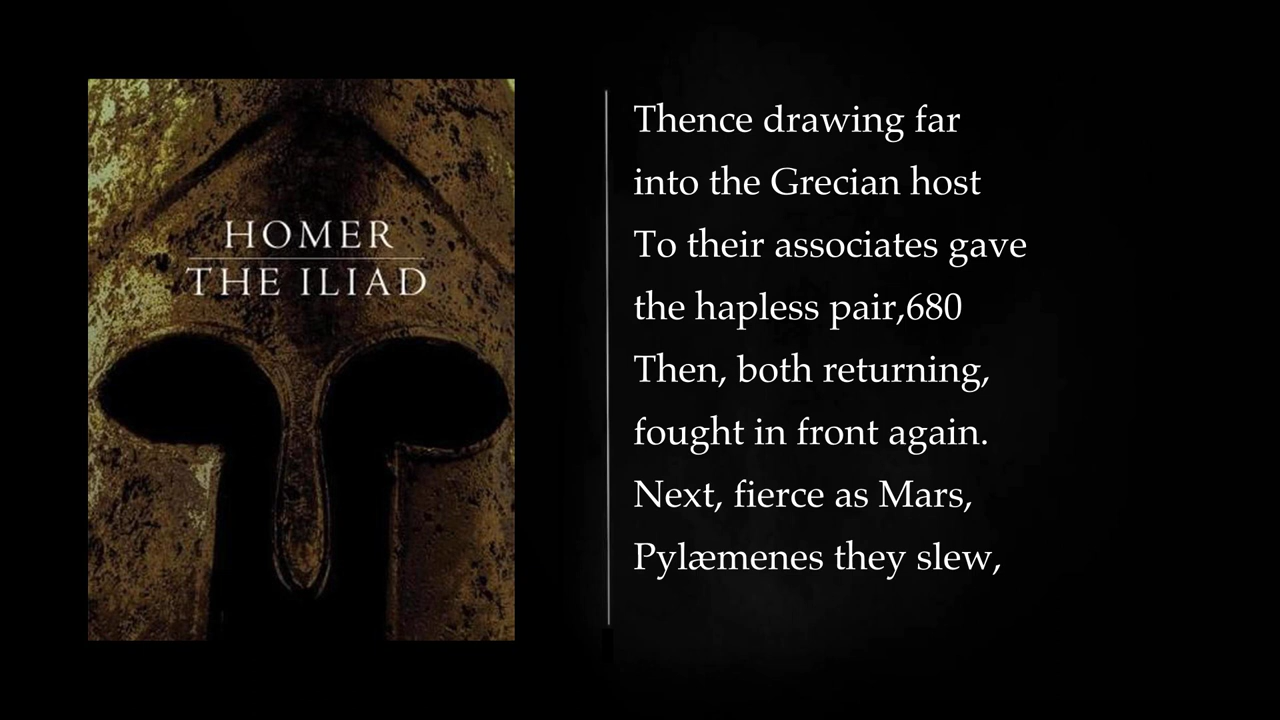 HOMER
THE ILIAD
Thence drawing far
into the Grecian host
To their associates gave
the hapless pair,680
Then, both returning,
fought in front again.
Next, fierce as Mars,
Pylæmenes they slew,